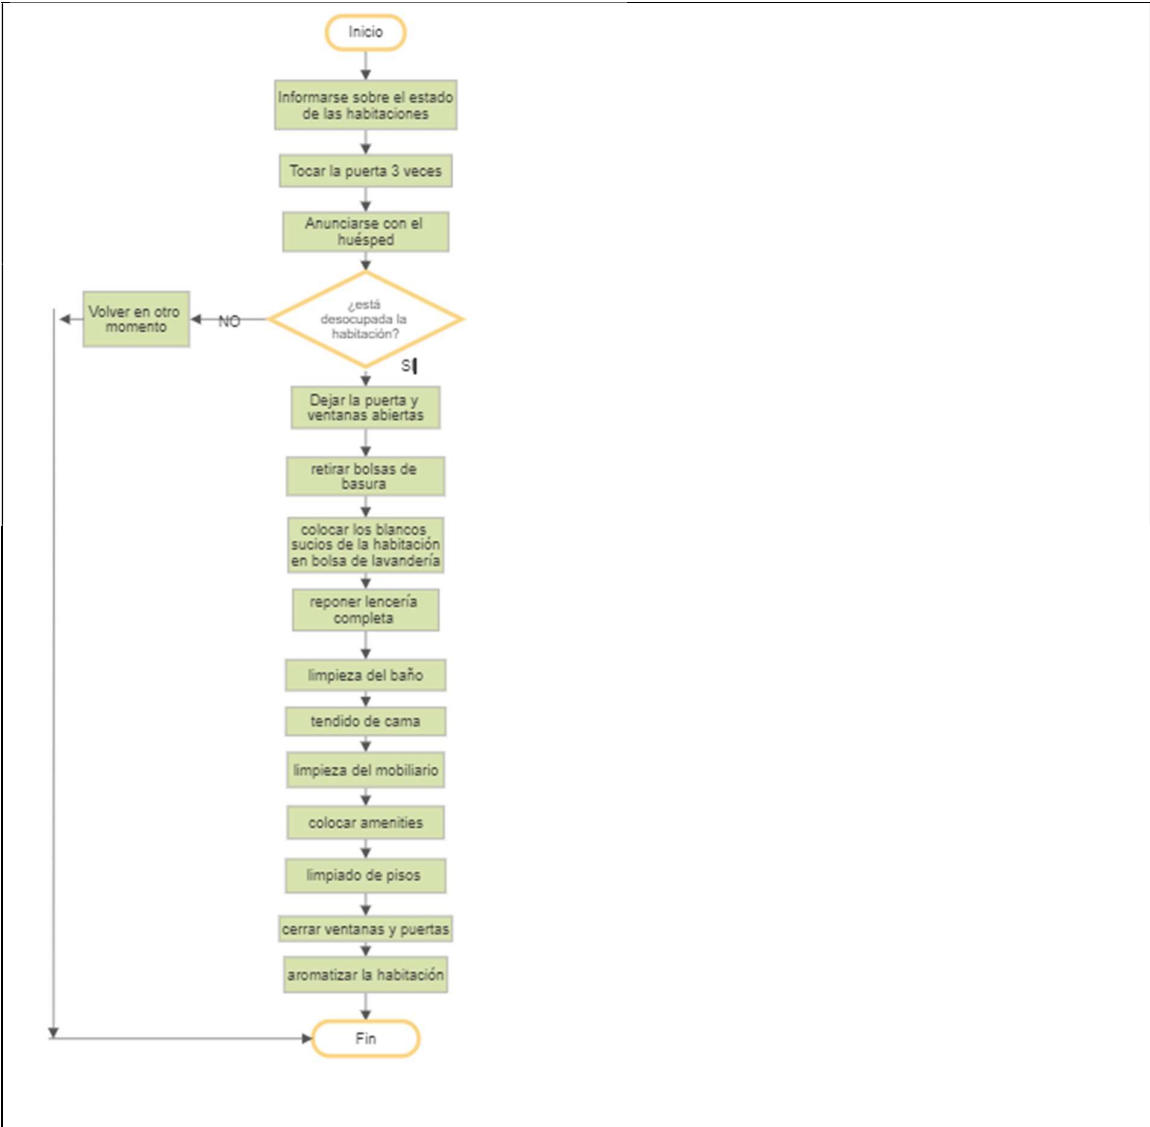 Inicio
Informarse sobre el estado
de las habitaciones
Tocar la puerta 3 veces
Anunciarse con el
huésped
¿está
desocupada la
habitación?
NO
Volver en otro
momento
SI
Dejar la puerta y
ventanas abiertas
retirar bolsas de
basura
colocar los blancos
sucios de la habitación
en bolsa de lavandería
reponer lencería
completa
limpieza del baño
tendido de cama
limpieza del mobiliario
colocar amenities
limpiado de pisos
cerrar ventanas y puertas
aromatizar la habitación
Fin